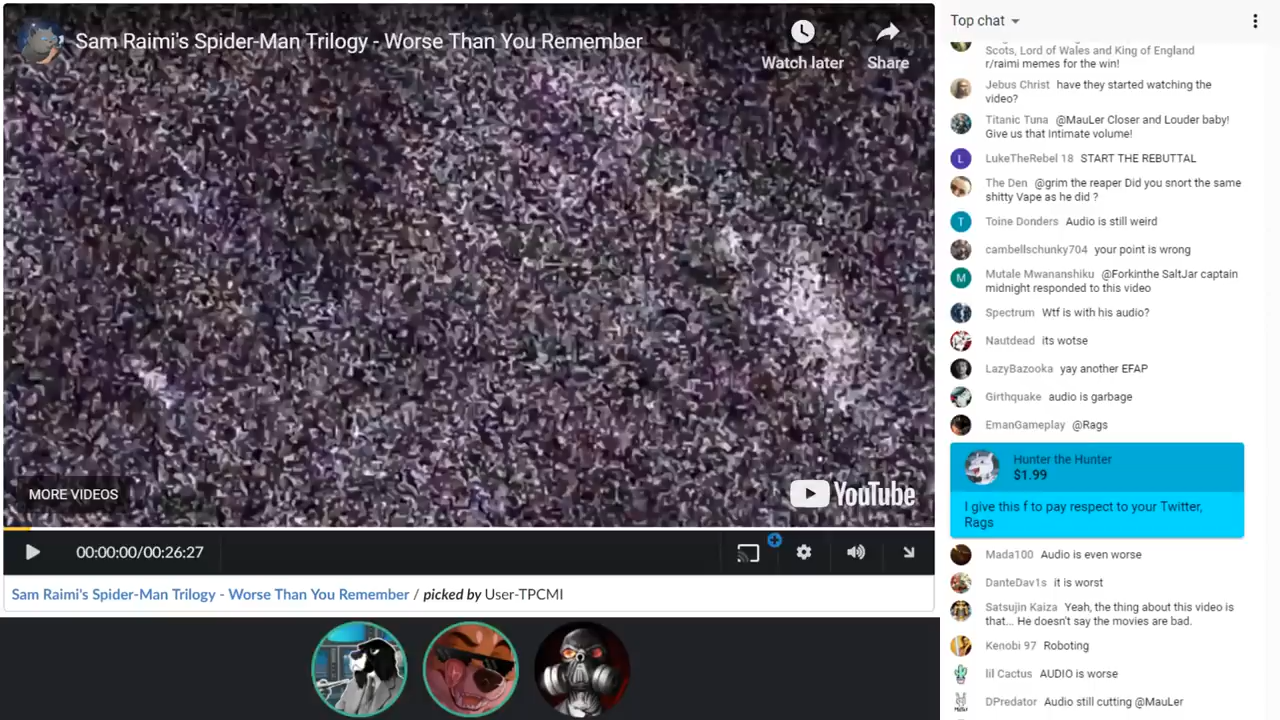 Sam Raimi's Spider-Man Trilogy - Worse Than You Remember
Watch later
Share
MORE VIDEOS
YouTube
00:00:00/00:26:27
Sam Raimi's Spider-Man Trilogy - Worse Than You Remember / picked by User-TPCMI
Top chat
Scots, Lord of Wales and King of England
r/raimi memes for the win!
Jebus Christ have they started watching the
video?
Titanic Tuna @MauLer Closer and Louder baby!
Give us that Intimate volume!
L
LukeTheRebel 18 START THE REBUTTAL
The Den @grim the reaper Did you snort the same
shitty Vape as he did ?
T
Toine Donders Audio is still weird
cambellschunky704 your point is wrong
M
Mutale Mwananshiku @Forkinthe SaltJar captain
midnight responded to this video
Spectrum Wtf is with his audio?
Nautdead its wotse
LazyBazooka yay another EFAP
Girthquake audio is garbage
EmanGameplay @Rags
Hunter the Hunter
$1.99
I give this f to pay respect to your Twitter,
Rags
Mada100 Audio is even worse
DanteDav1s it is worst
Satsujin Kaiza Yeah, the thing about this video is
that... He doesn't say the movies are bad.
Kenobi 97 Roboting
lil Cactus AUDIO is worse
DPredator Audio still cutting @MauLer